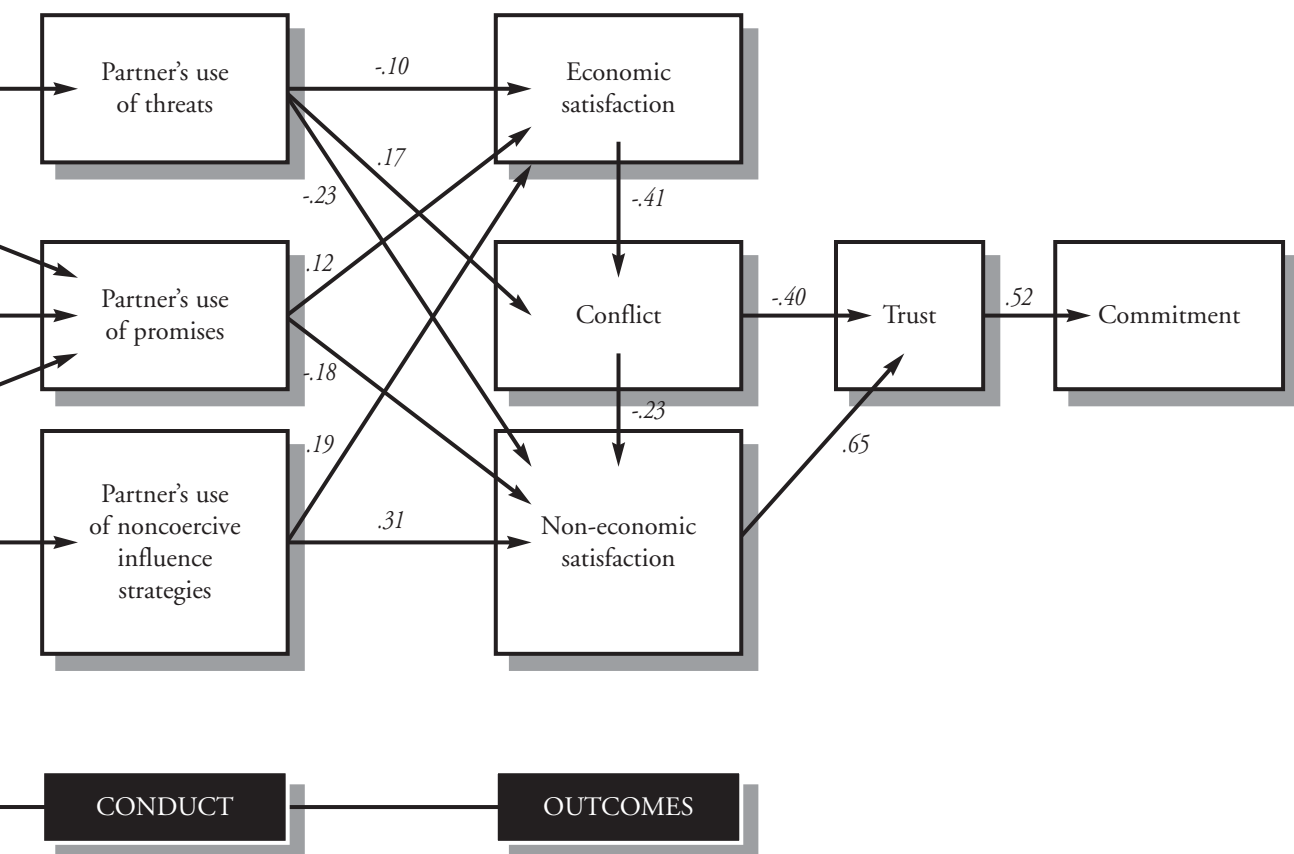 Partner’s use
of threats
-.10
Economic
satisfaction
.17
-.23
-.41
Partner’s use
of promises
.12
-.18
Conflict
-.40
Trust
.52
Commitment
-.23
.65
Partner’s use
of noncoercive
influence
strategies
.19
.31
Non-economic
satisfaction
CONDUCT
OUTCOMES